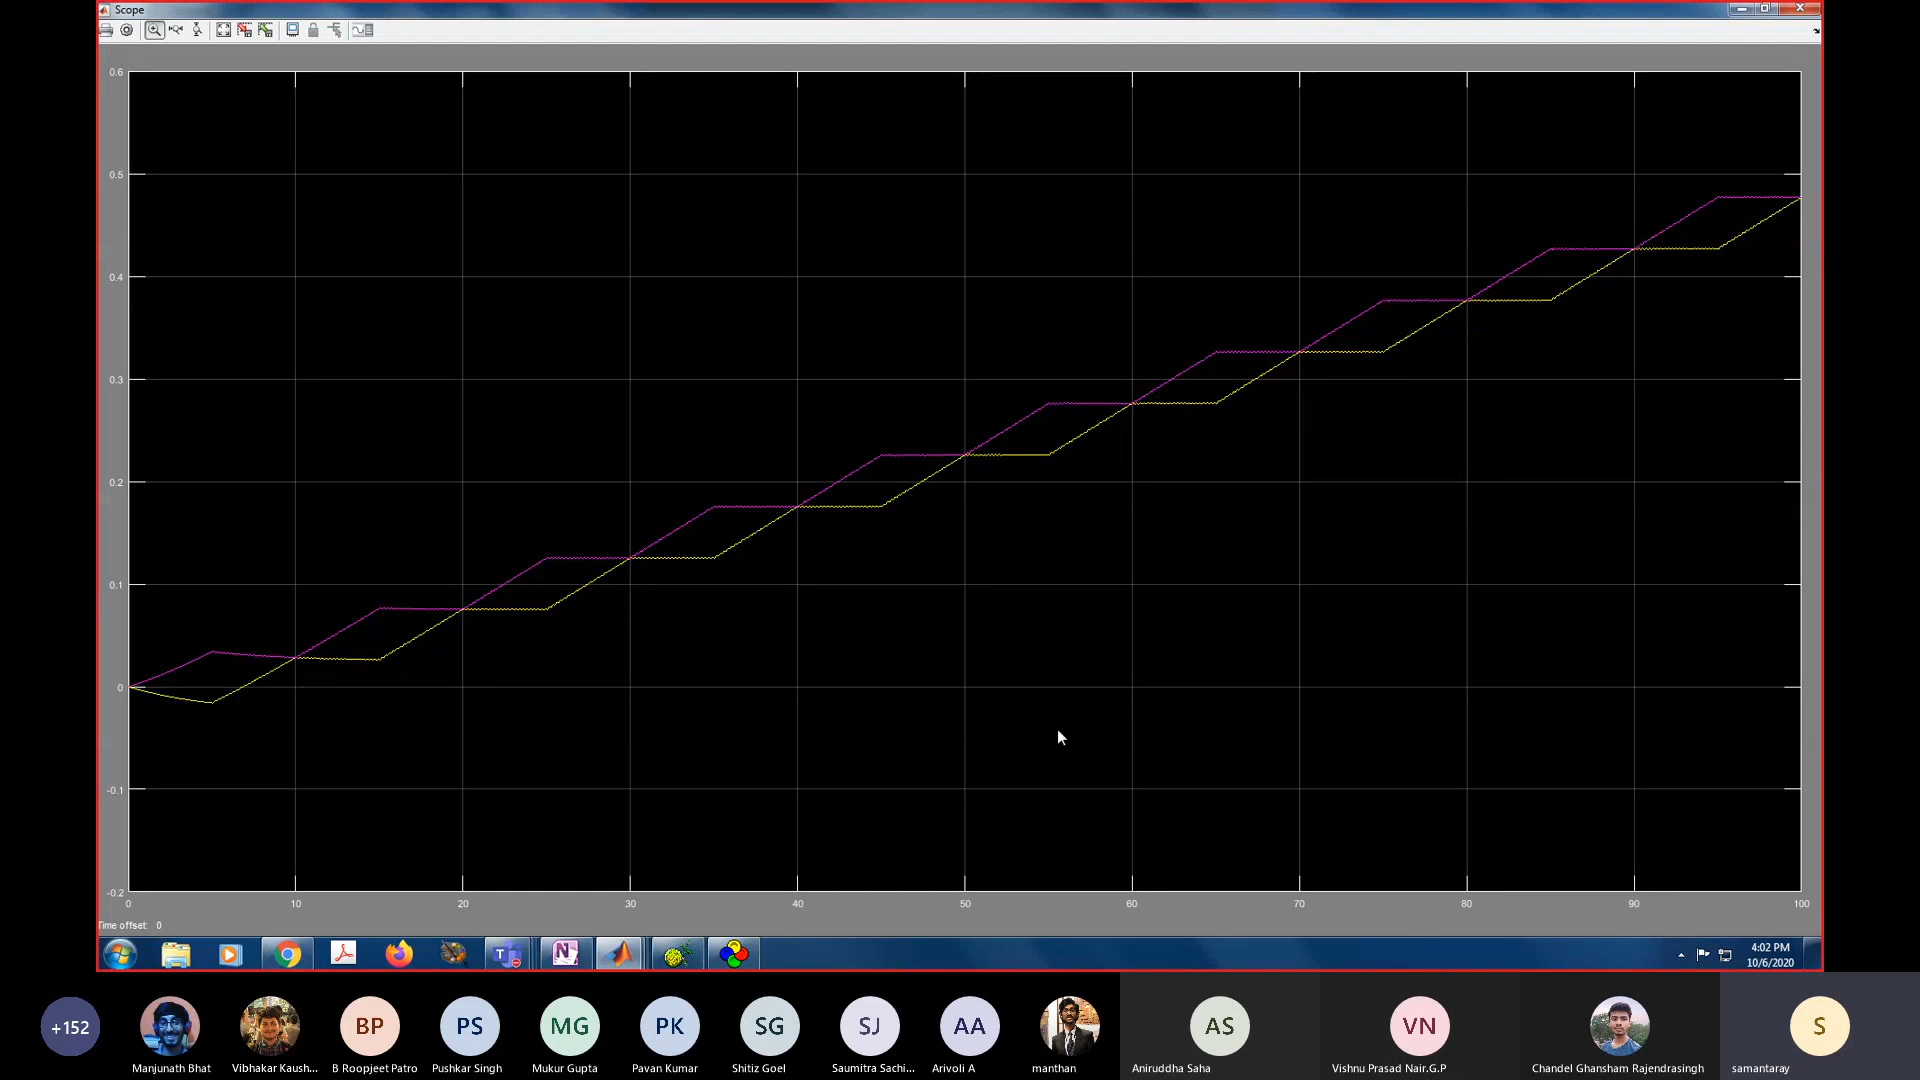 Scope
0.6
0.5
0.4
0.3
0.2
0.1
0
-0.1
-0.2
0 10 20 30 40 50 60 70 80 90 100
Time offset: 0
4:02 PM
10/6/2020
+152 BP PS MG PK SG SJ AA AS VN S
Manjunath Bhat Vibhakar Kaush... B Roopjeet Patro Pushkar Singh Mukur Gupta Pavan Kumar Shitiz Goel Saumitra Sachi... Arivoli A manthan Aniruddha Saha Vishnu Prasad Nair.G.P Chandel Ghansham Rajendrasingh samantaray